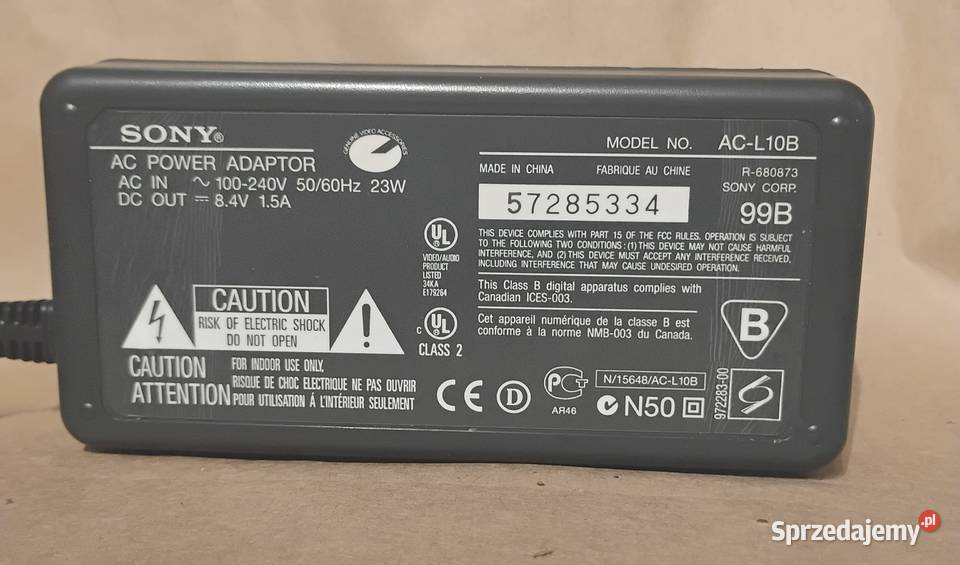 SONY®
GENUINE VIDEO ACCESSORIES
AC POWER ADAPTOR
AC IN ~ 100-240V 50/60Hz 23W
DC OUT ⎓ 8.4V 1.5A
MODEL NO. AC-L10B
MADE IN CHINA FABRIQUE AU CHINE
R-680873
SONY CORP.
57285334
99B
THIS DEVICE COMPLIES WITH PART 15 OF THE FCC RULES. OPERATION IS SUBJECT
TO THE FOLLOWING TWO CONDITIONS : (1) THIS DEVICE MAY NOT CAUSE HARMFUL
INTERFERENCE, AND (2) THIS DEVICE MUST ACCEPT ANY INTERFERENCE RECEIVED,
INCLUDING INTERFERENCE THAT MAY CAUSE UNDESIRED OPERATION.
This Class B digital apparatus complies with
Canadian ICES-003.
Cet appareil numérique de la classe B est
conforme à la norme NMB-003 du Canada.
UL
VIDEO/AUDIO
PRODUCT
LISTED
34KA
E179264
C UL
CLASS 2
B
CAUTION
RISK OF ELECTRIC SHOCK
DO NOT OPEN
CAUTION FOR INDOOR USE ONLY.
ATTENTION RISQUE DE CHOC ELECTRIQUE NE PAS OUVRIR
POUR UTILISATION À L'INTÉRIEUR SEULEMENT
CE D
PCT
АЯ46
N/15648/AC-L10B
N50
972283-00
S
Sprzedajemy.pl